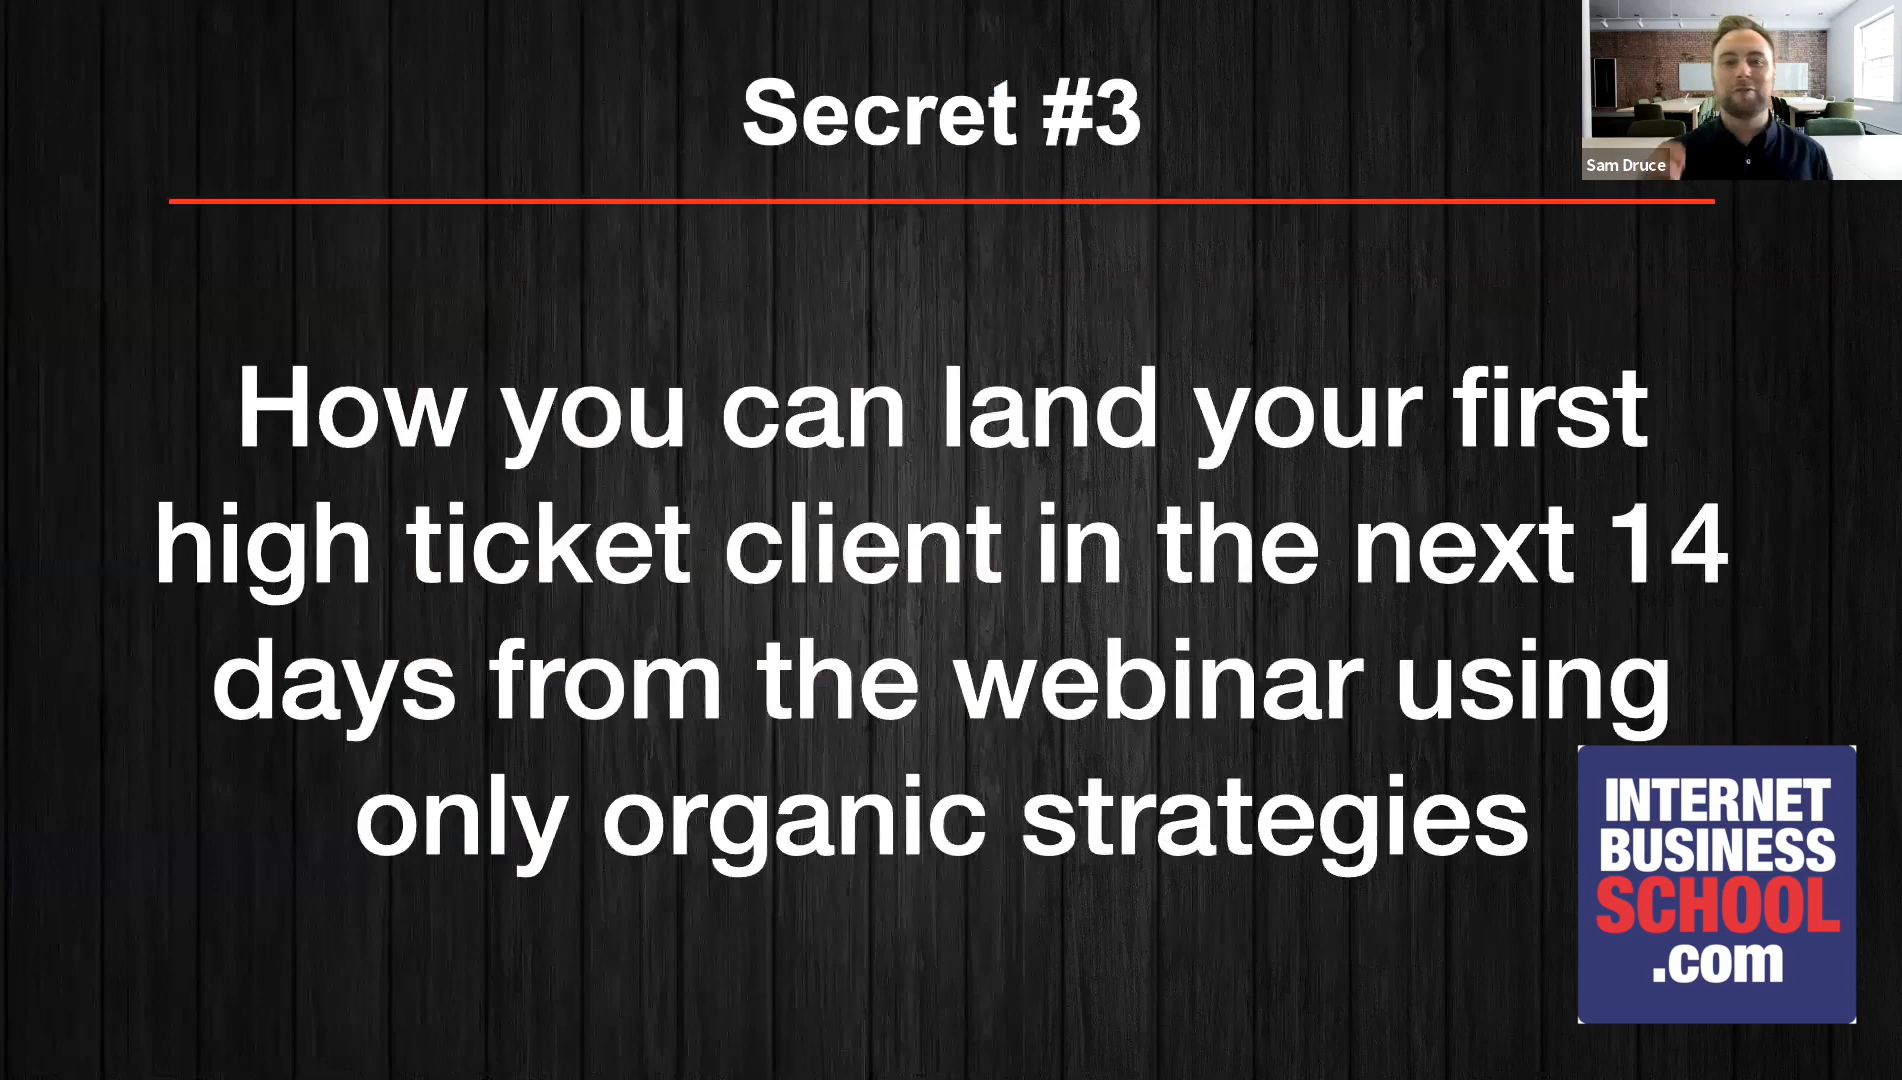 Secret #3
Sam Druce
How you can land your first
high ticket client in the next 14
days from the webinar using
only organic strategies
INTERNET
BUSINESS
SCHOOL
.com